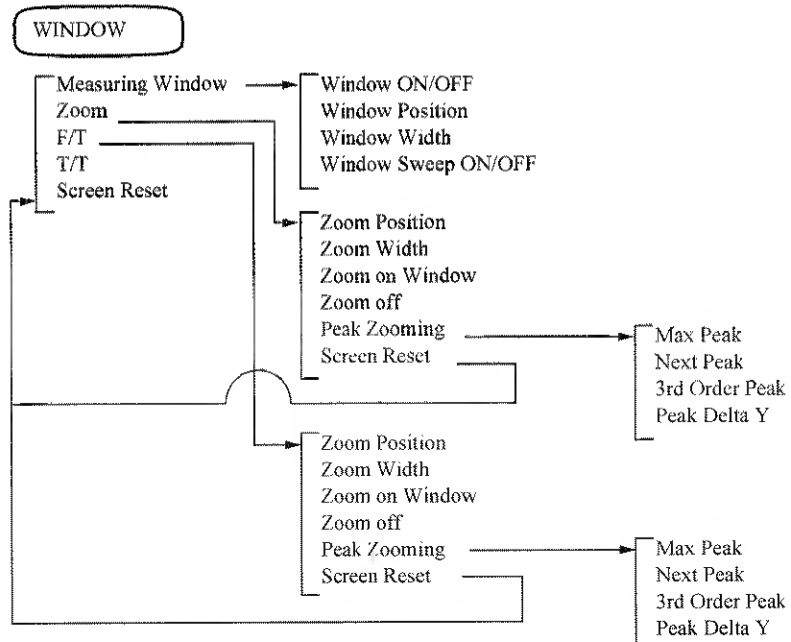 WINDOW
Measuring Window
Zoom
F/T
T/T
Screen Reset
Window ON/OFF
Window Position
Window Width
Window Sweep ON/OFF
Zoom Position
Zoom Width
Zoom on Window
Zoom off
Peak Zooming
Screen Reset
Max Peak
Next Peak
3rd Order Peak
Peak Delta Y
Zoom Position
Zoom Width
Zoom on Window
Zoom off
Peak Zooming
Screen Reset
Max Peak
Next Peak
3rd Order Peak
Peak Delta Y